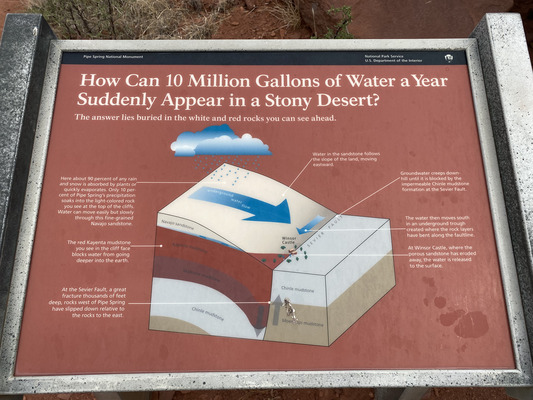 Pipe Spring National Monument
National Park Service
U.S. Department of the Interior
How Can 10 Million Gallons of Water a Year
Suddenly Appear in a Stony Desert?
The answer lies buried in the white and red rocks you can see ahead.
Here about 90 percent of any rain
and snow is absorbed by plants or
quickly evaporates. Only 10 per-
cent of Pipe Spring's precipitation
soaks into the light-colored rock
you see at the top of the cliffs.
Water can move easily but slowly
through this fine-grained
Navajo sandstone.
The red Kayenta mudstone
you see in the cliff face
blocks water from going
deeper into the earth.
At the Sevier Fault, a great
fracture thousands of feet
deep, rocks west of Pipe Spring
have slipped down relative to
the rocks to the east.
Water in the sandstone follows
the slope of the land, moving
eastward.
Groundwater creeps down-
hill until it is blocked by the
impermeable Chinle mudstone
formation at the Sevier Fault.
The water then moves south
in an underground trough
created where the rock layers
have bent along the faultline.
At Winsor Castle, where the
porous sandstone has eroded
away, the water is released
to the surface.
Underground
water flow
Winsor
Castle
Navajo sandstone
Chinle mudstone
Chinle mudstone